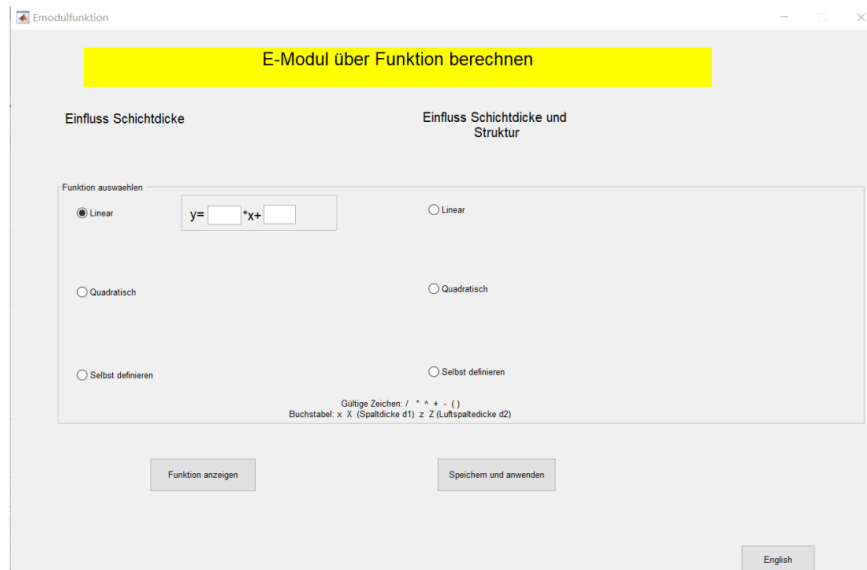 Emodulfunktion
E-Modul über Funktion berechnen
Einfluss Schichtdicke
Einfluss Schichtdicke und
Struktur
Funktion auswaehlen
Linear
y= *x+
Linear
Quadratisch
Quadratisch
Selbst definieren
Selbst definieren
Gültige Zeichen: / * ^ + - ( )
Buchstabel: x X (Spaltdicke d1) z Z (Luftspaltedicke d2)
Funktion anzeigen
Speichern und anwenden
English